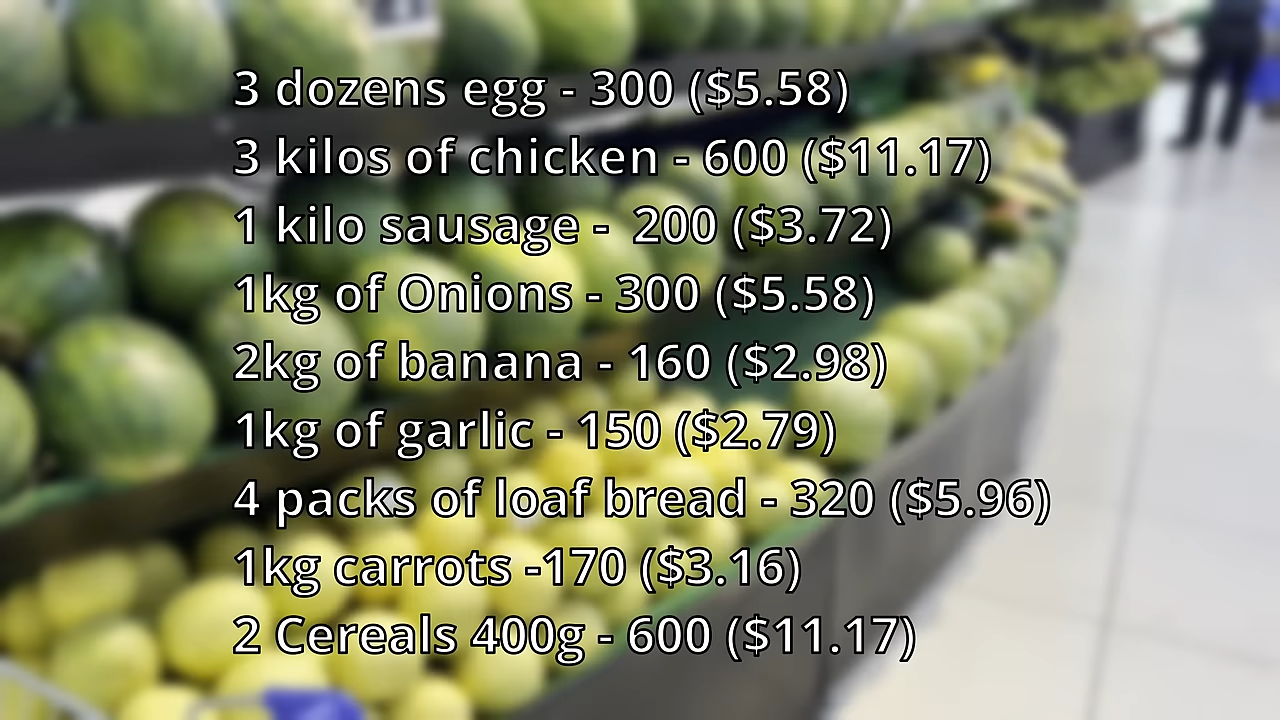 3 dozens egg - 300 ($5.58)
3 kilos of chicken - 600 ($11.17)
1 kilo sausage -  200 ($3.72)
1kg of Onions - 300 ($5.58)
2kg of banana - 160 ($2.98)
1kg of garlic - 150 ($2.79)
4 packs of loaf bread - 320 ($5.96)
1kg carrots -170 ($3.16)
2 Cereals 400g - 600 ($11.17)